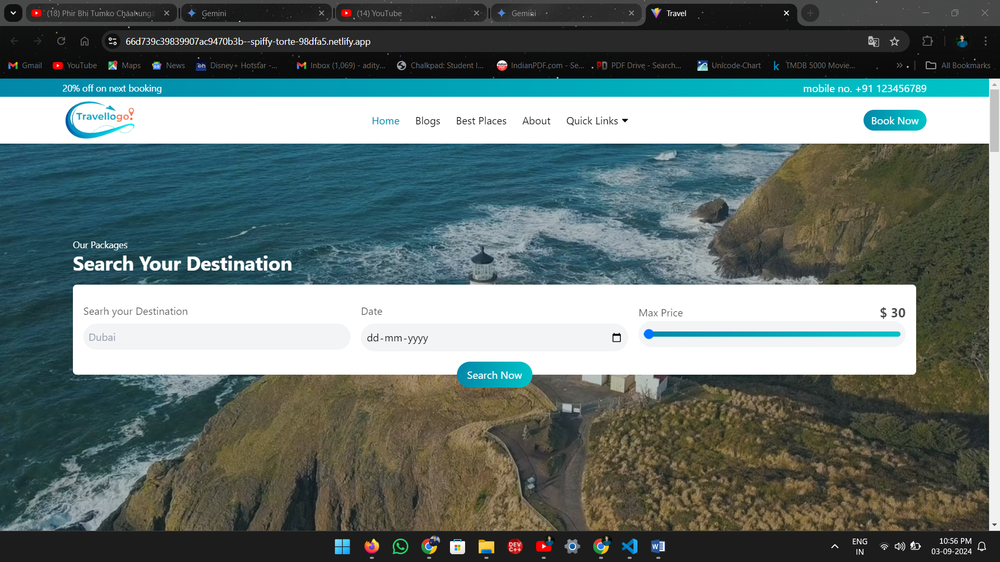 (18) Phir Bhi Tumko Chaahunga
Gemini
(14) YouTube
Gemini
Travel
66d739c39839907ac9470b3b--spiffy-torte-98dfa5.netlify.app
Gmail
YouTube
Maps
News
Disney+ Hotstar -...
Inbox (1,069) - adity...
Chalkpad: Student I...
IndianPDF.com - Se...
PDF Drive - Search...
Unicode Chart
TMDB 5000 Movie...
All Bookmarks
20% off on next booking
mobile no. +91 123456789
Travellogo!
Home
Blogs
Best Places
About
Quick Links
Book Now
Our Packages
Search Your Destination
Searh your Destination
Date
Max Price
$ 30
Dubai
dd-mm-yyyy
Search Now
DEV
C++
ENG
IN
10:56 PM
03-09-2024